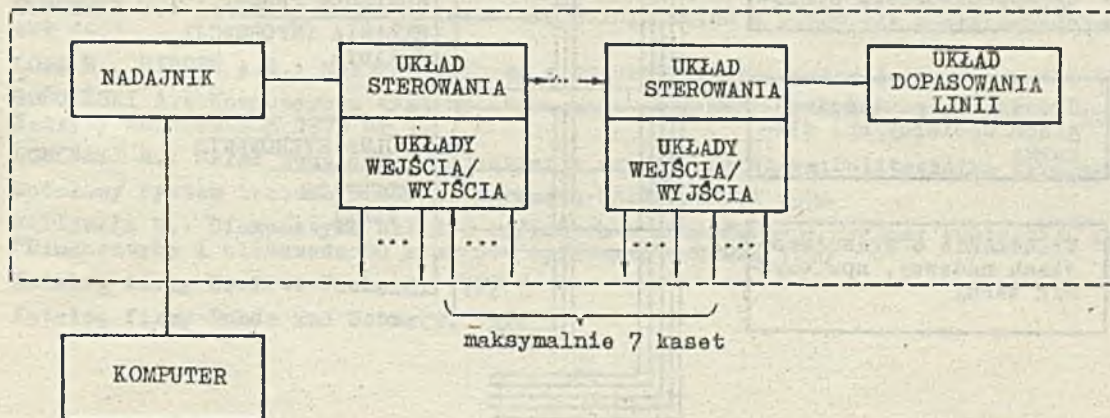 NADAJNIK
UKŁAD
STEROWANIA
UKŁADY
WEJŚCIA/
WYJŚCIA
...
...
...
UKŁAD
STEROWANIA
UKŁADY
WEJŚCIA/
WYJŚCIA
...
...
UKŁAD
DOPASOWANIA
LINII
maksymalnie 7 kaset
KOMPUTER